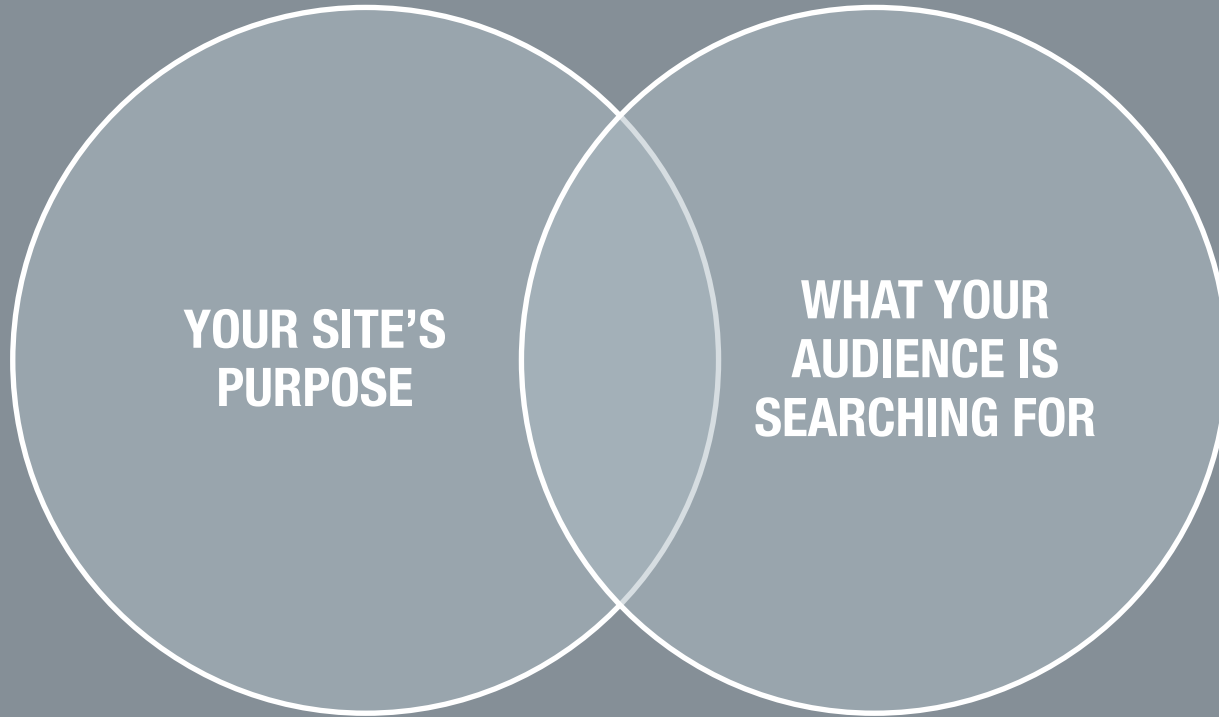 YOUR SITE’S
PURPOSE
WHAT YOUR
AUDIENCE IS
SEARCHING FOR